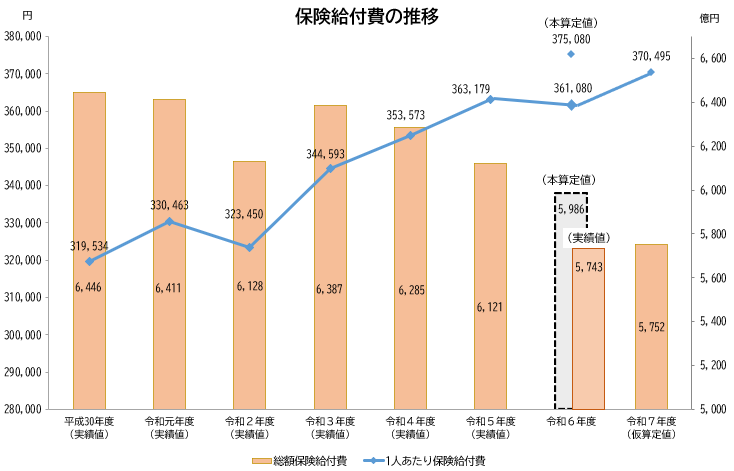 保険給付費の推移
円
億円
380,000
370,000
360,000
350,000
340,000
330,000
320,000
310,000
300,000
290,000
280,000
6,600
6,400
6,200
6,000
5,800
5,600
5,400
5,200
5,000
319,534
330,463
323,450
344,593
353,573
363,179
(本算定値)
375,080
361,080
370,495
6,446
6,411
6,128
6,387
6,285
6,121
(本算定値)
5,986
(実績値)
5,743
5,752
平成30年度
(実績値)
令和元年度
(実績値)
令和2年度
(実績値)
令和3年度
(実績値)
令和4年度
(実績値)
令和5年度
(実績値)
令和6年度
令和7年度
(仮算定値)
総額保険給付費
1人あたり保険給付費